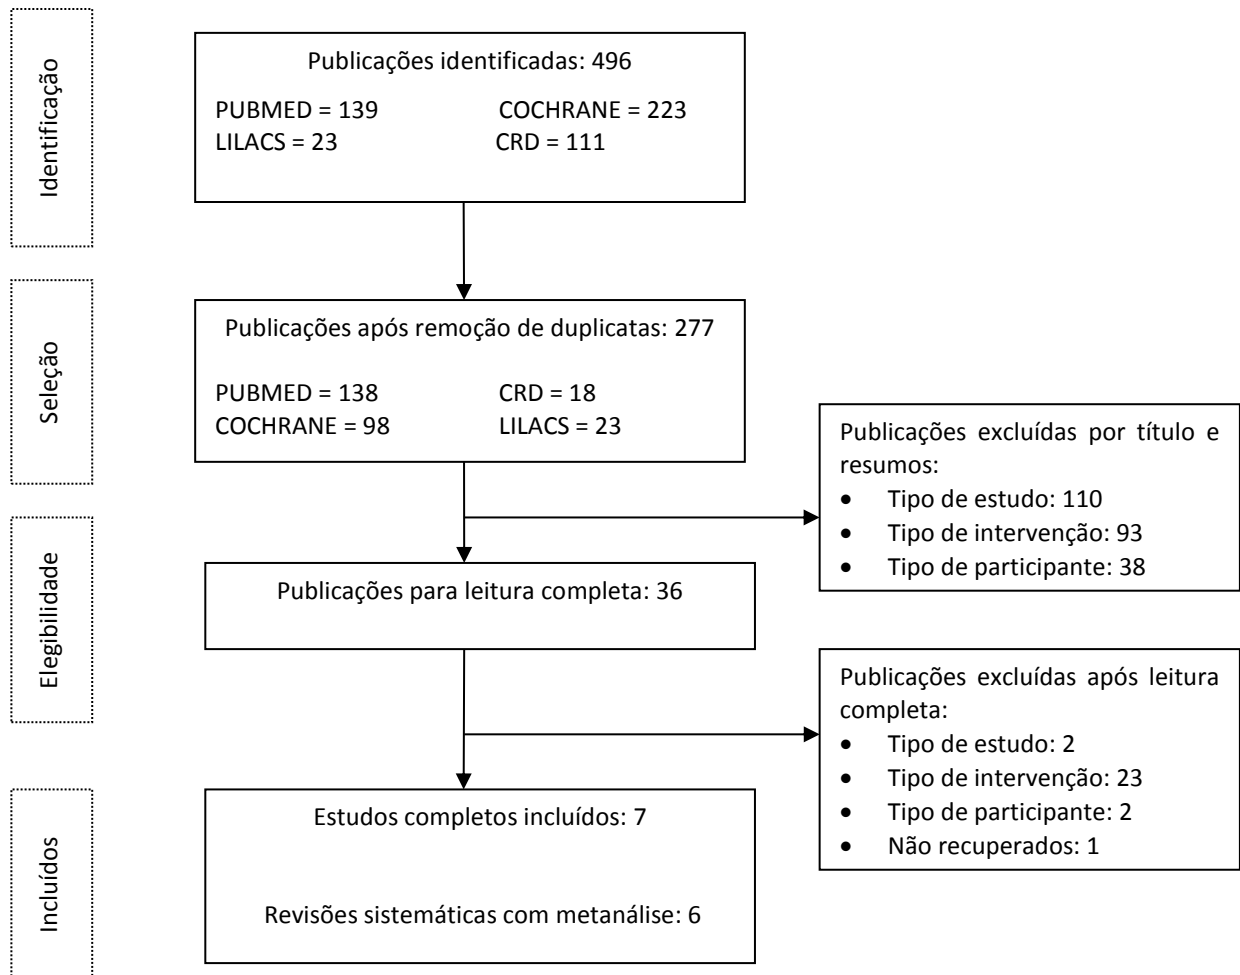 Identificação
Publicações identificadas: 496
PUBMED = 139 COCHRANE = 223
LILACS = 23 CRD = 111
Seleção
Publicações após remoção de duplicatas: 277
PUBMED = 138 CRD = 18
COCHRANE = 98 LILACS = 23
Publicações excluídas por título e
resumos:
• Tipo de estudo: 110
• Tipo de intervenção: 93
• Tipo de participante: 38
Elegibilidade
Publicações para leitura completa: 36
Publicações excluídas após leitura
completa:
• Tipo de estudo: 2
• Tipo de intervenção: 23
• Tipo de participante: 2
• Não recuperados: 1
Incluídos
Estudos completos incluídos: 7
Revisões sistemáticas com metanálise: 6